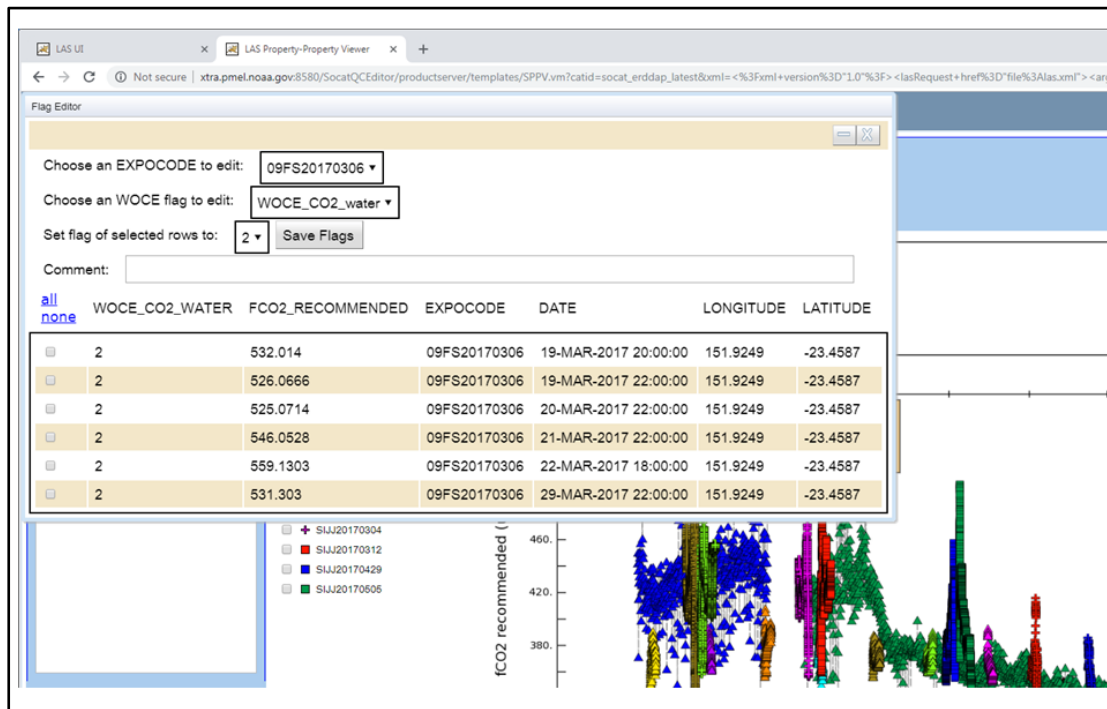 LAS UI × LAS Property-Property Viewer × +
Not secure | xtra.pmel.noaa.gov:8580/SocatQCEditor/productserver/templates/SPPV.vm?catid=socat_erddap_latest&xml=<%3Fxml+version%3D"1.0"%3F><lasRequest+href%3D"file%3Alas.xml"><ar
Flag Editor
Choose an EXPOCODE to edit: 09FS20170306
Choose an WOCE flag to edit: WOCE_CO2_water
Set flag of selected rows to: 2 Save Flags
Comment:
all
none WOCE_CO2_WATER FCO2_RECOMMENDED EXPOCODE DATE LONGITUDE LATITUDE
2 532.014 09FS20170306 19-MAR-2017 20:00:00 151.9249 -23.4587
2 526.0666 09FS20170306 19-MAR-2017 22:00:00 151.9249 -23.4587
2 525.0714 09FS20170306 20-MAR-2017 22:00:00 151.9249 -23.4587
2 546.0528 09FS20170306 21-MAR-2017 22:00:00 151.9249 -23.4587
2 559.1303 09FS20170306 22-MAR-2017 18:00:00 151.9249 -23.4587
2 531.303 09FS20170306 29-MAR-2017 22:00:00 151.9249 -23.4587
SIJJ20170304
SIJJ20170312
SIJJ20170429
SIJJ20170505
fCO2 recommended (
460.
420.
380.